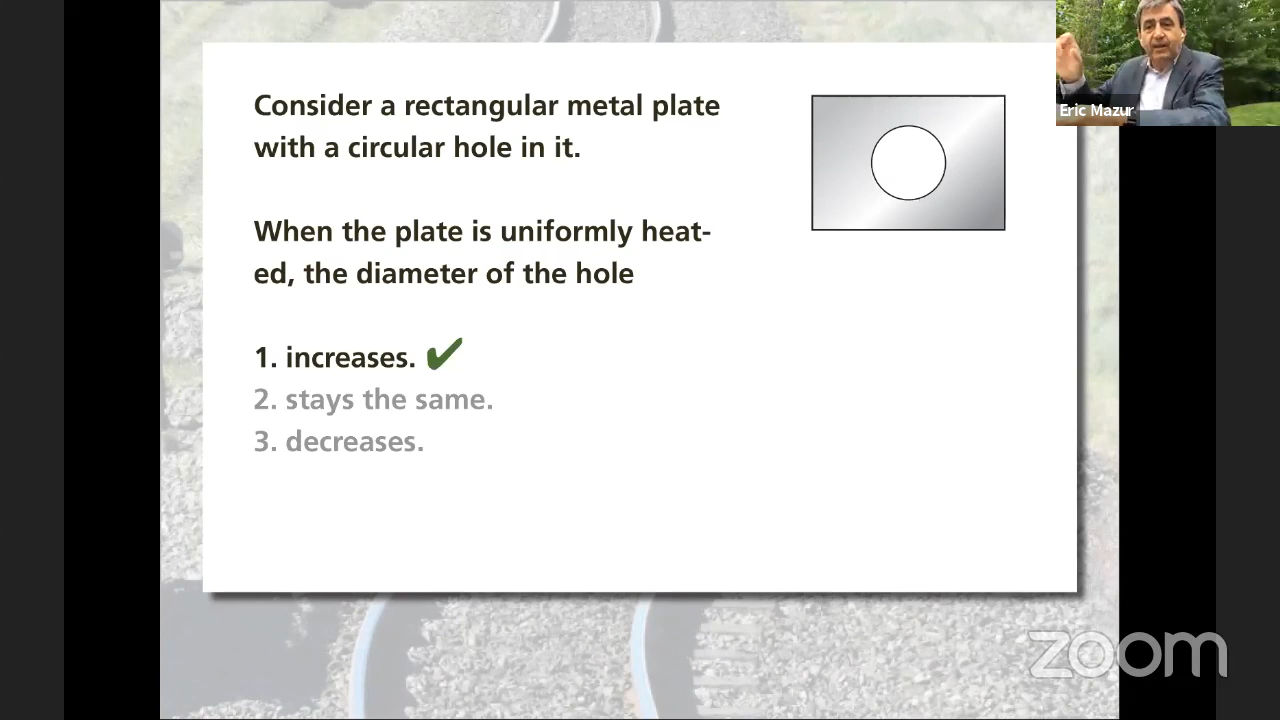 Consider a rectangular metal plate
with a circular hole in it.
When the plate is uniformly heat-
ed, the diameter of the hole
1. increases. ✔
2. stays the same.
3. decreases.
Eric Mazur
zoom